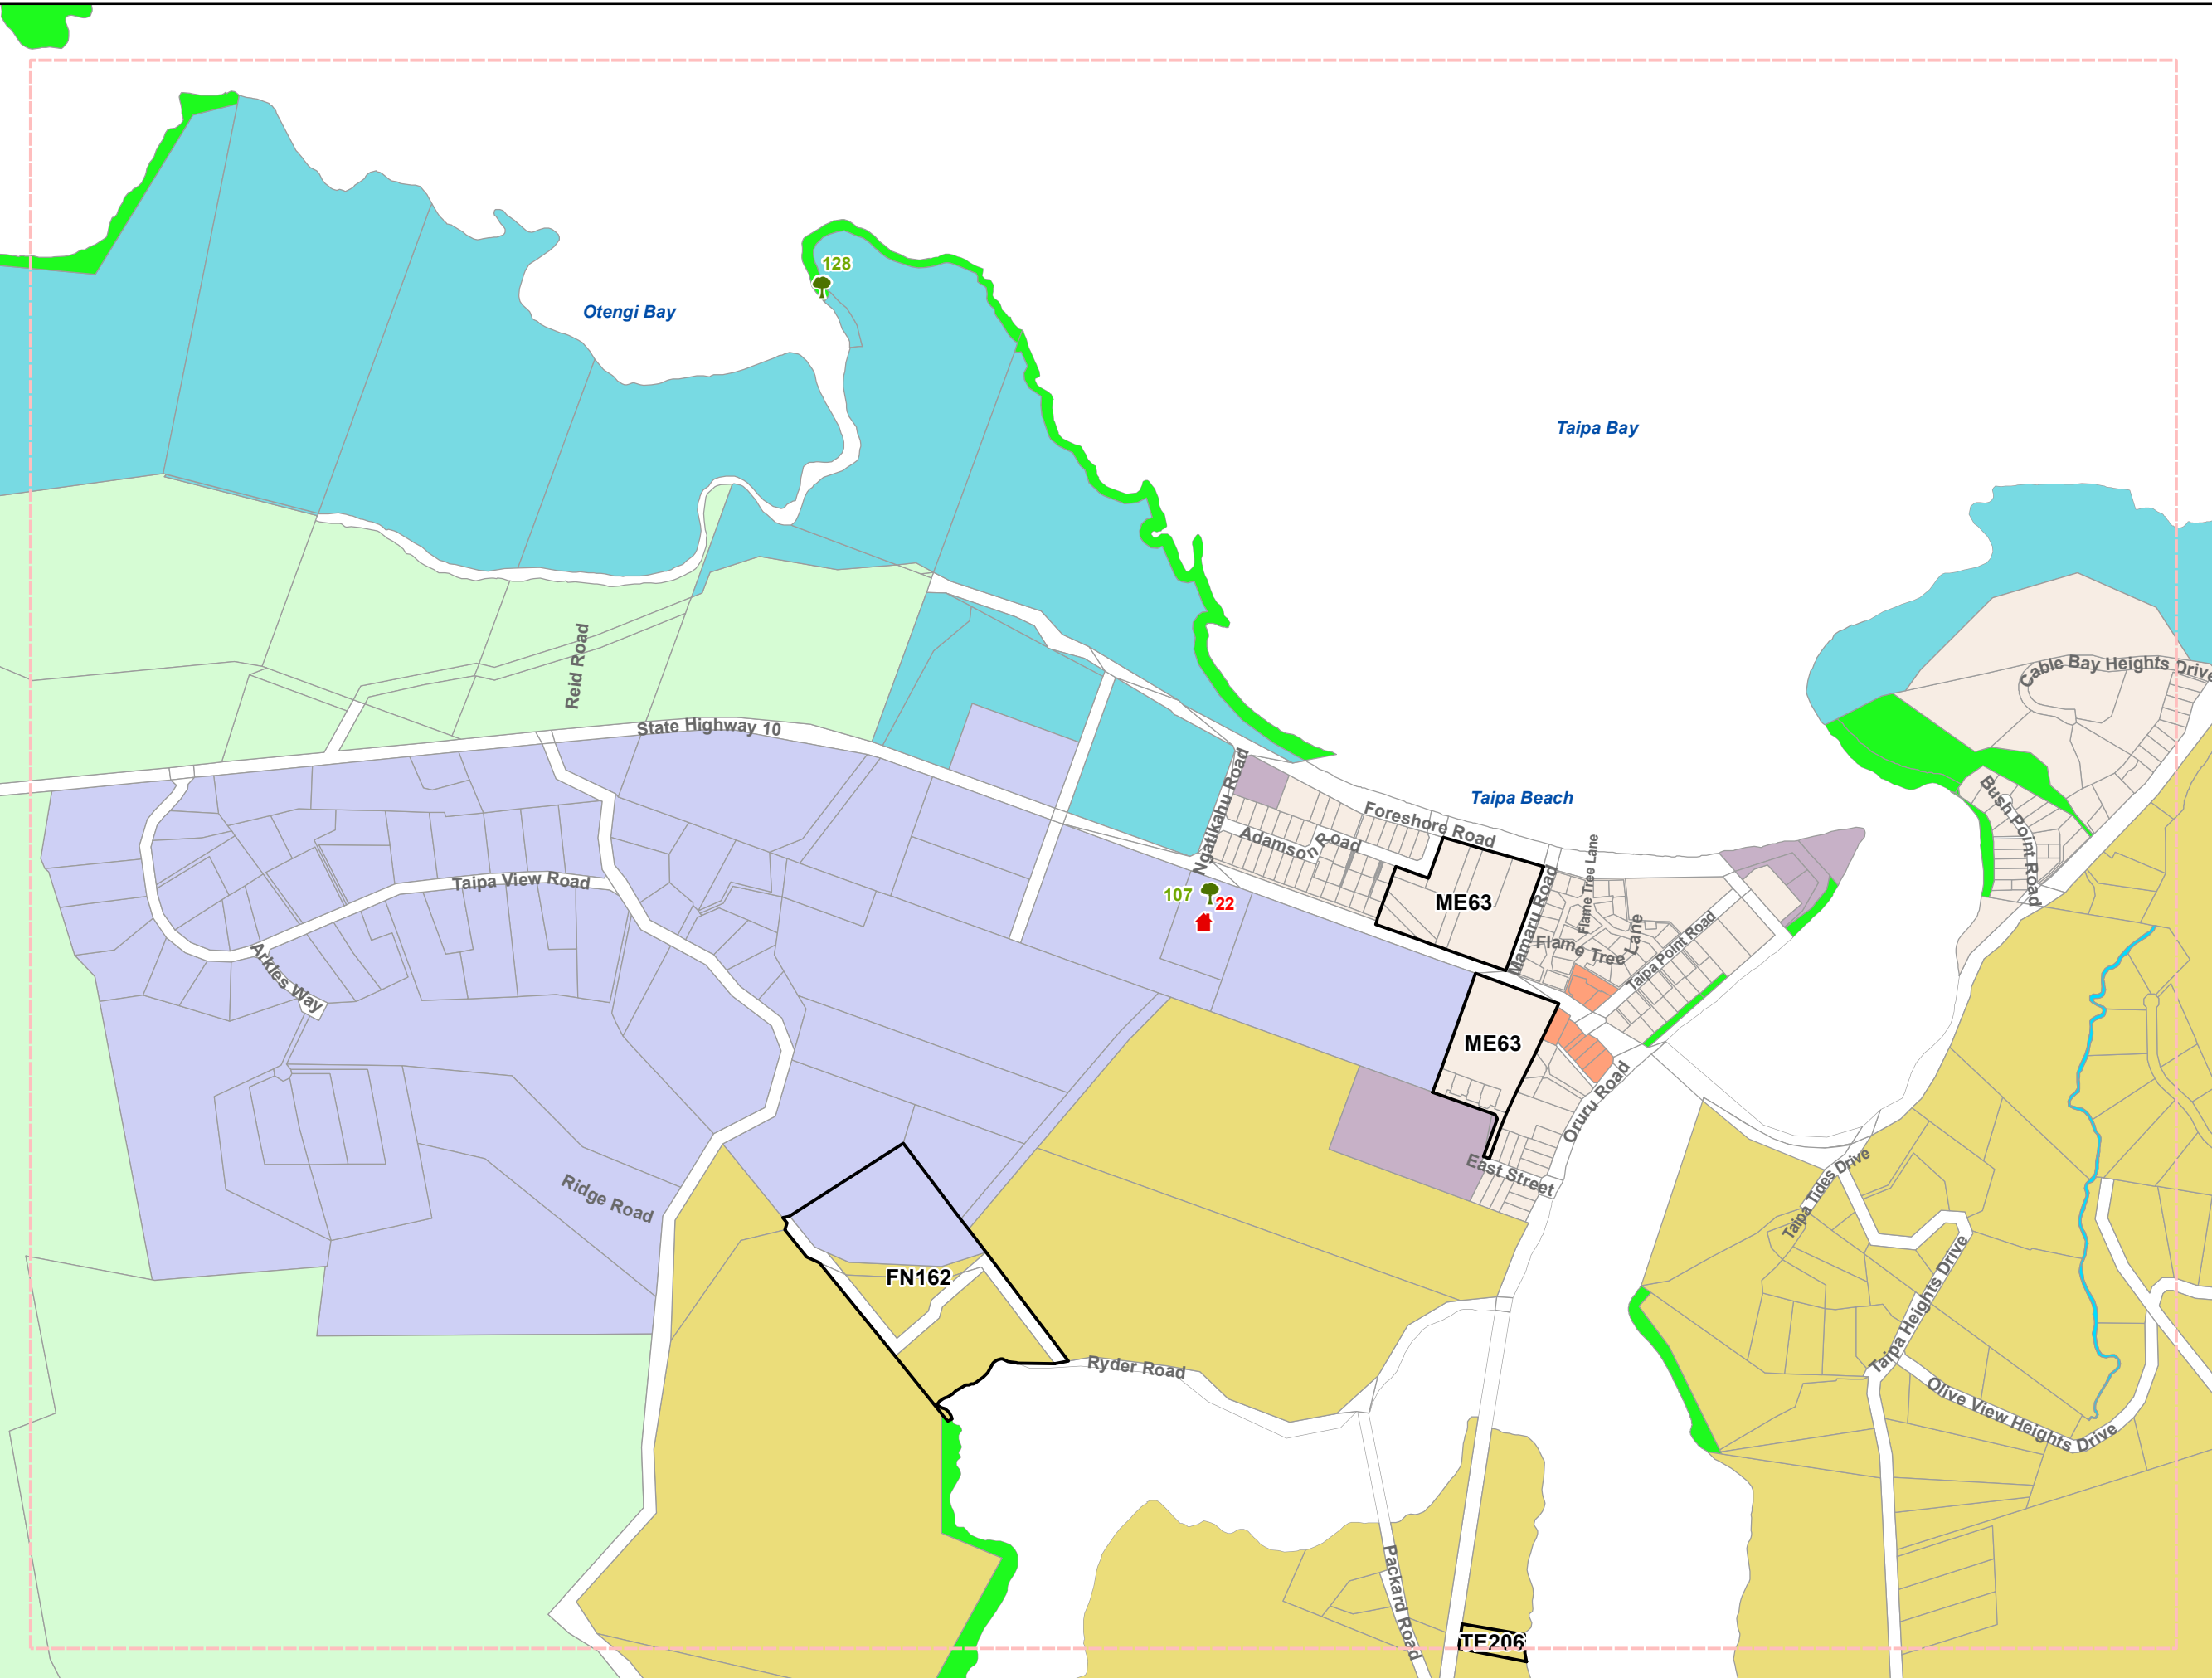 128
Otengi Bay
Taipa Bay
Reid Road
Cable Bay Heights Drive
State Highway 10
Ngatikahu Road
Taipa Beach
Foreshore Road
Adamson Road
Bush Point Road
Flame Tree Lane
Mamaru Road
Taipa View Road
107
22
ME63
Flame Tree Lane
Taipa Point Road
Arkles Way
ME63
Oruru Road
East Street
Ridge Road
Taipa Tides Drive
FN162
Taipa Heights Drive
Ryder Road
Olive View Heights Drive
Packard Road
TE206